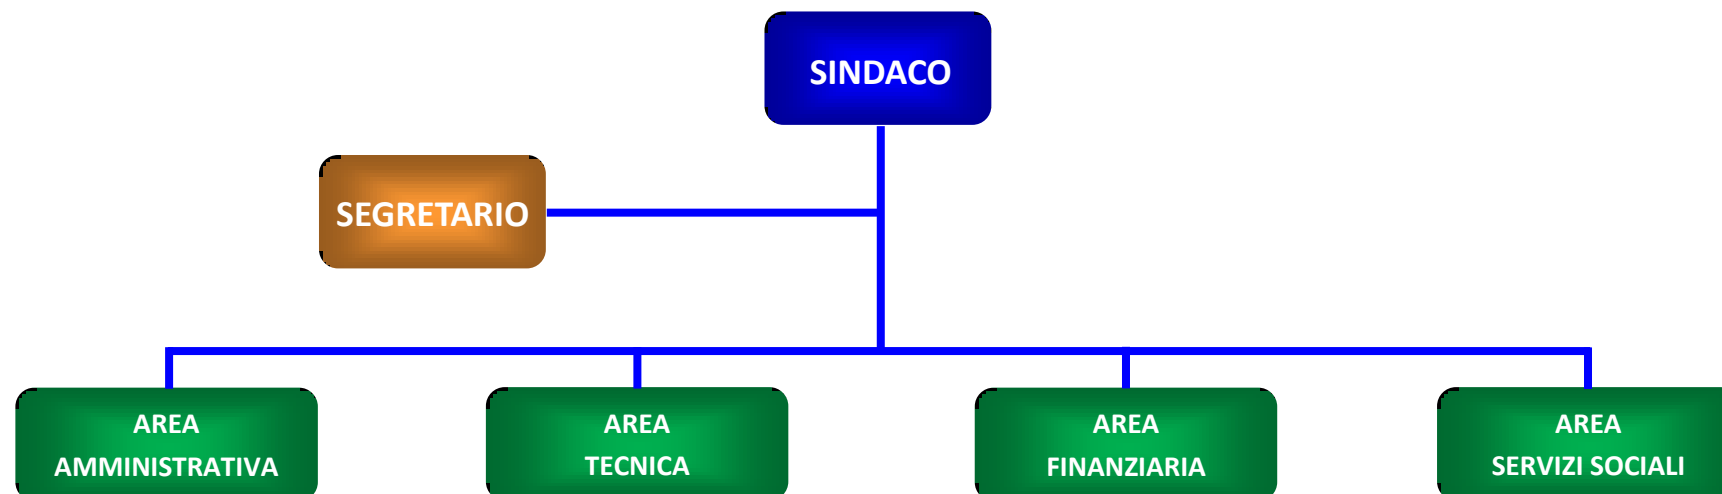 SINDACO
SEGRETARIO
AREA
AMMINISTRATIVA
AREA
TECNICA
AREA
FINANZIARIA
AREA
SERVIZI SOCIALI